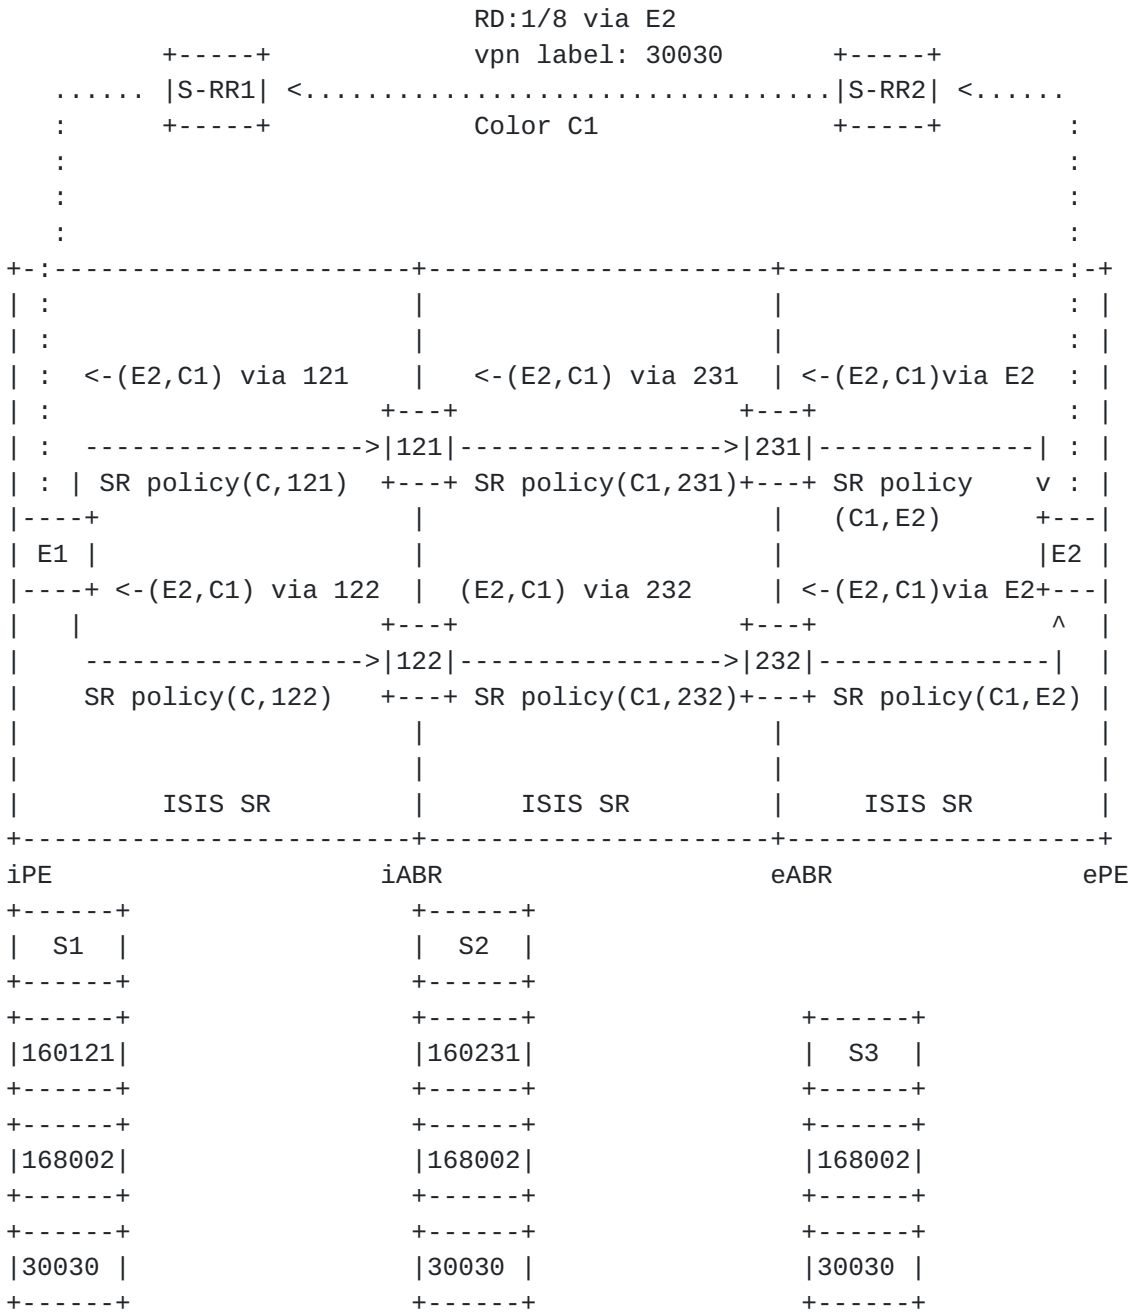 RD:1/8 via E2
+-----+ vpn label: 30030 +-----+
...... |S-RR1| <..................................|S-RR2| <......
: +-----+ Color C1 +-----+ :
: :
: :
: :
+-:-----------------------+----------------------+------------------:-+
| : | | : |
| : | | : |
| : <-(E2,C1) via 121 | <-(E2,C1) via 231 | <-(E2,C1)via E2 : |
| : +---+ +---+ : |
| : ------------------>|121|----------------->|231|--------------| : |
| : | SR policy(C,121) +---+ SR policy(C1,231)+---+ SR policy v : |
|----+ | | (C1,E2) +---|
| E1 | | | |E2 |
|----+ <-(E2,C1) via 122 | (E2,C1) via 232 | <-(E2,C1)via E2+---|
| | +---+ +---+ ^ |
| ------------------>|122|----------------->|232|---------------| |
| SR policy(C,122) +---+ SR policy(C1,232)+---+ SR policy(C1,E2) |
| | | |
| | | |
| ISIS SR | ISIS SR | ISIS SR |
+-------------------------+----------------------+--------------------+
iPE iABR eABR ePE
+------+ +------+
| S1 | | S2 |
+------+ +------+
+------+ +------+ +------+
|160121| |160231| | S3 |
+------+ +------+ +------+
+------+ +------+ +------+
|168002| |168002| |168002|
+------+ +------+ +------+
+------+ +------+ +------+
|30030 | |30030 | |30030 |
+------+ +------+ +------+